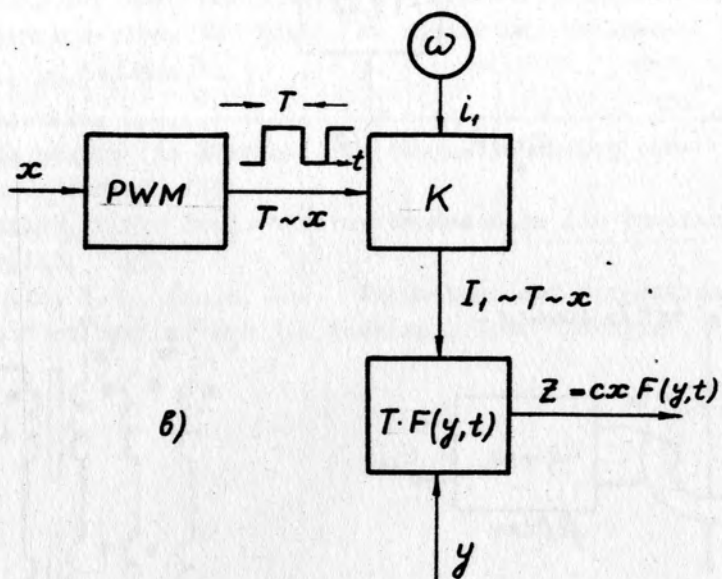 ω
i₁
T
t
x
PWM
T~x
K
I₁~T~x
в)
T·F(y,t)
Z=cx F(y,t)
y